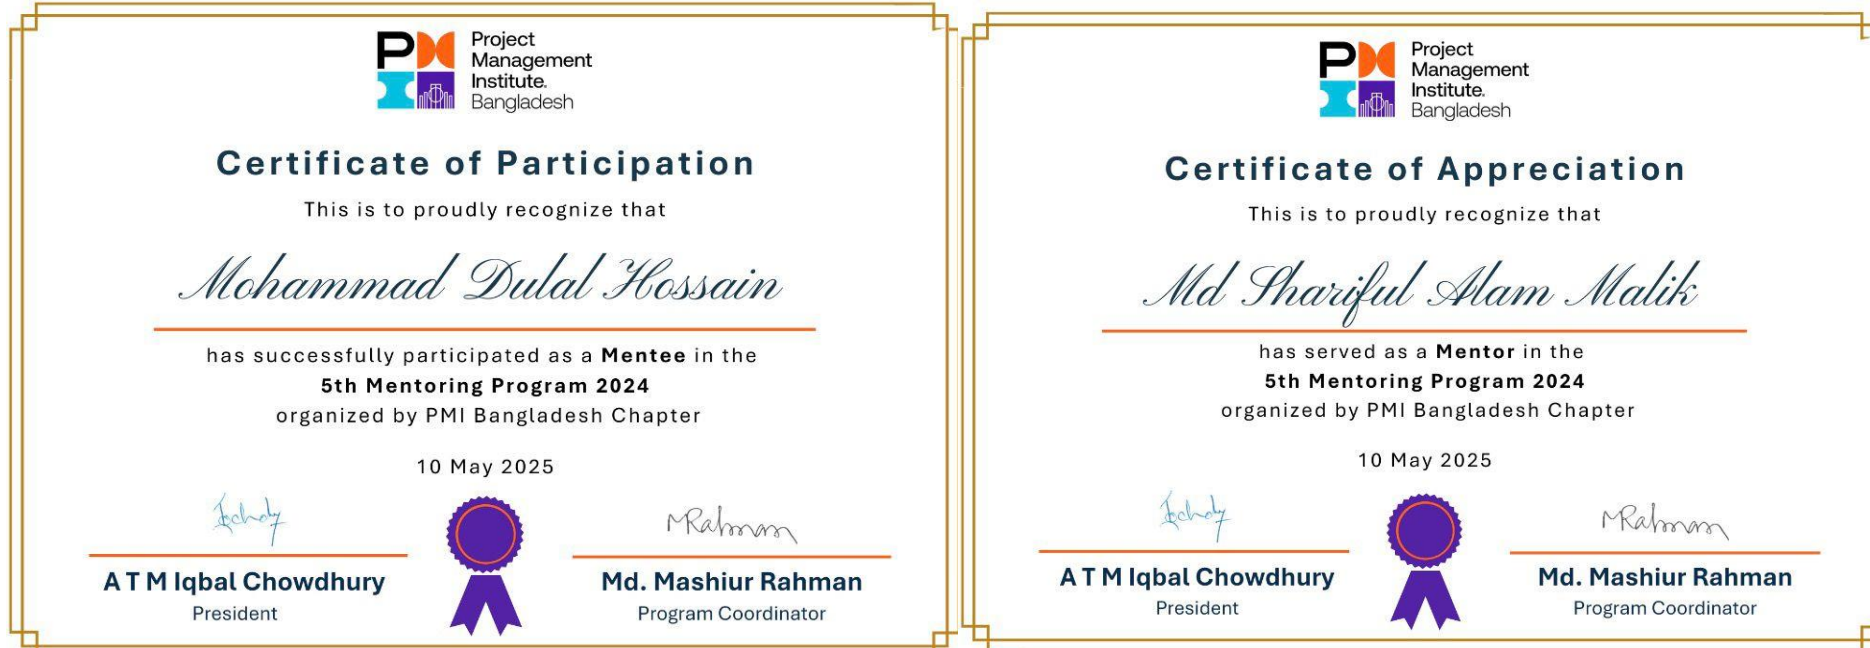 Project
Management
Institute.
Bangladesh
Certificate of Participation
This is to proudly recognize that
Mohammad Dulal Hossain
has successfully participated as a Mentee in the
5th Mentoring Program 2024
organized by PMI Bangladesh Chapter
10 May 2025
MRahman
A T M Iqbal Chowdhury
President
Md. Mashiur Rahman
Program Coordinator
Project
Management
Institute.
Bangladesh
Certificate of Appreciation
This is to proudly recognize that
Md Shariful Alam Malik
has served as a Mentor in the
5th Mentoring Program 2024
organized by PMI Bangladesh Chapter
10 May 2025
MRahman
A T M Iqbal Chowdhury
President
Md. Mashiur Rahman
Program Coordinator